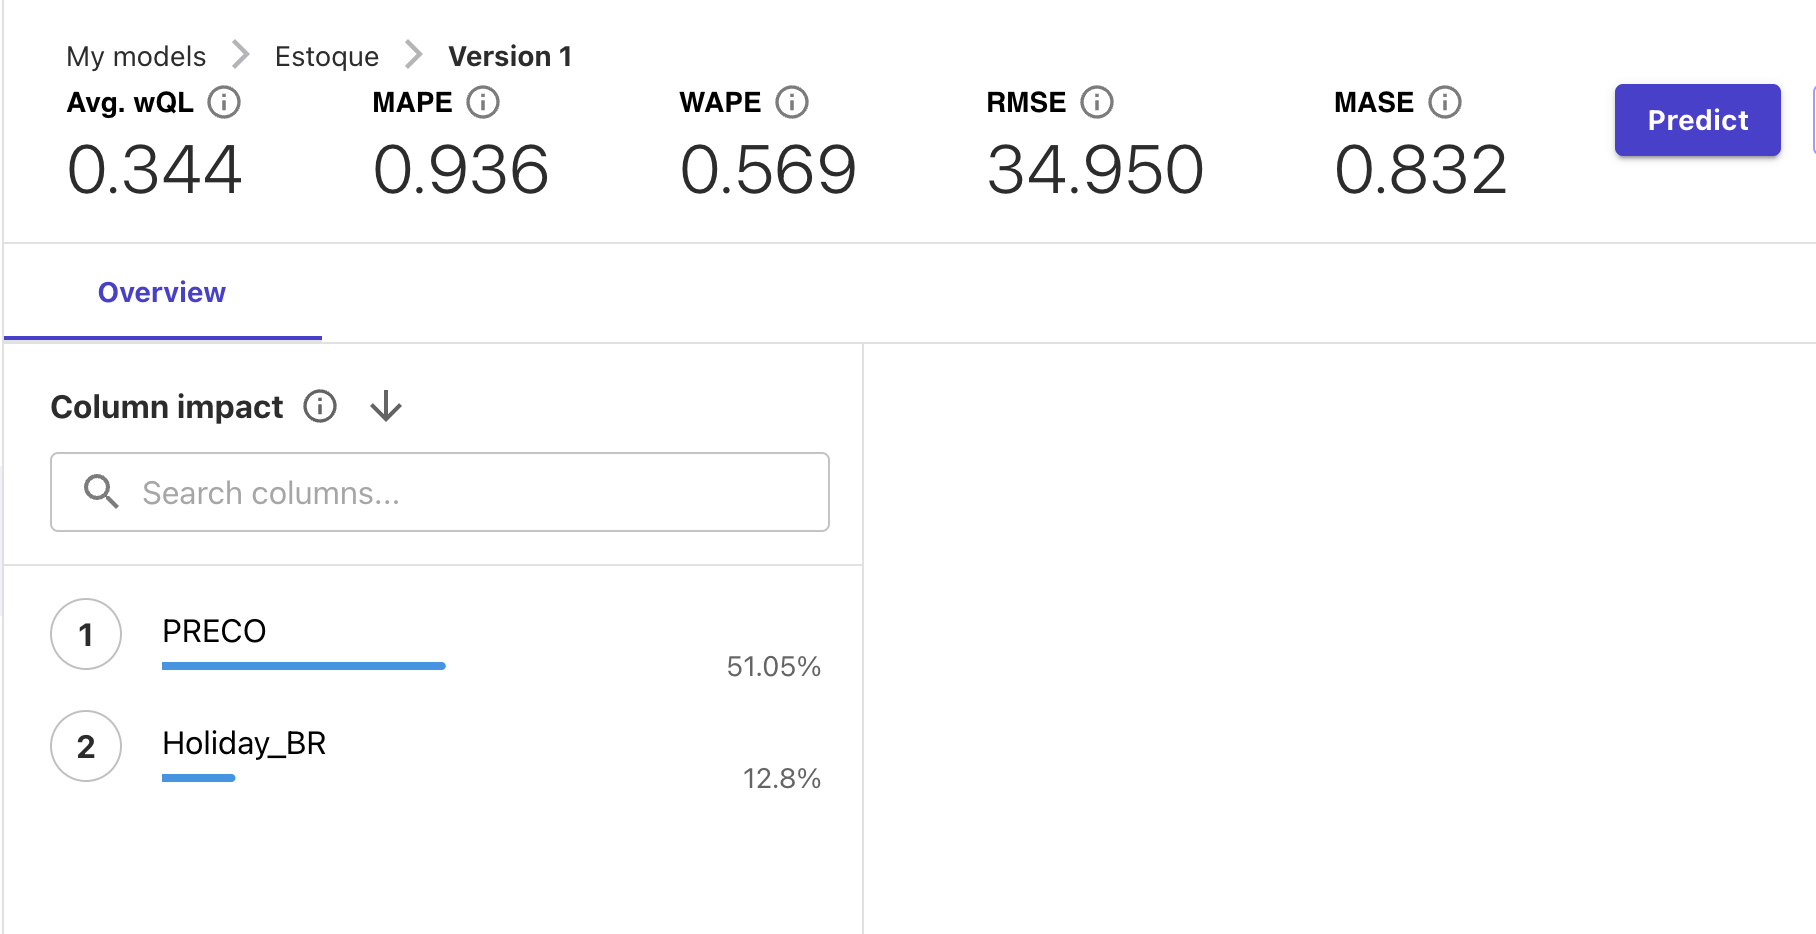 My models > Estoque > Version 1
Avg. wQL MAPE WAPE RMSE MASE
0.344 0.936 0.569 34.950 0.832
Predict
Overview
Column impact
Search columns...
1 PRECO
51.05%
2 Holiday_BR
12.8%